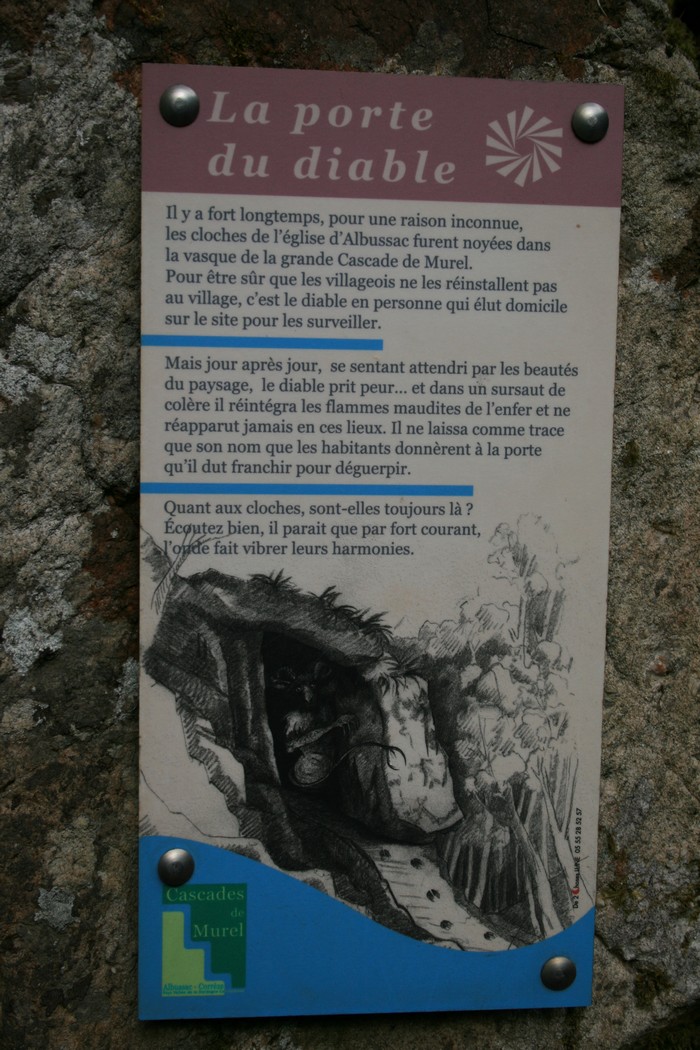 La porte
du diable
Il y a fort longtemps, pour une raison inconnue,
les cloches de l'église d'Albussac furent noyées dans
la vasque de la grande Cascade de Murel.
Pour être sûr que les villageois ne les réinstallent pas
au village, c'est le diable en personne qui élut domicile
sur le site pour les surveiller.
Mais jour après jour, se sentant attendri par les beautés
du paysage, le diable prit peur... et dans un sursaut de
colère il réintégra les flammes maudites de l'enfer et ne
réapparut jamais en ces lieux. Il ne laissa comme trace
que son nom que les habitants donnèrent à la porte
qu'il dut franchir pour déguerpir.
Quant aux cloches, sont-elles toujours là ?
Écoutez bien, il parait que par fort courant,
l'onde fait vibrer leurs harmonies.
05 55 28 52 57
Cascades
de
Murel
Albussac - Corrèze